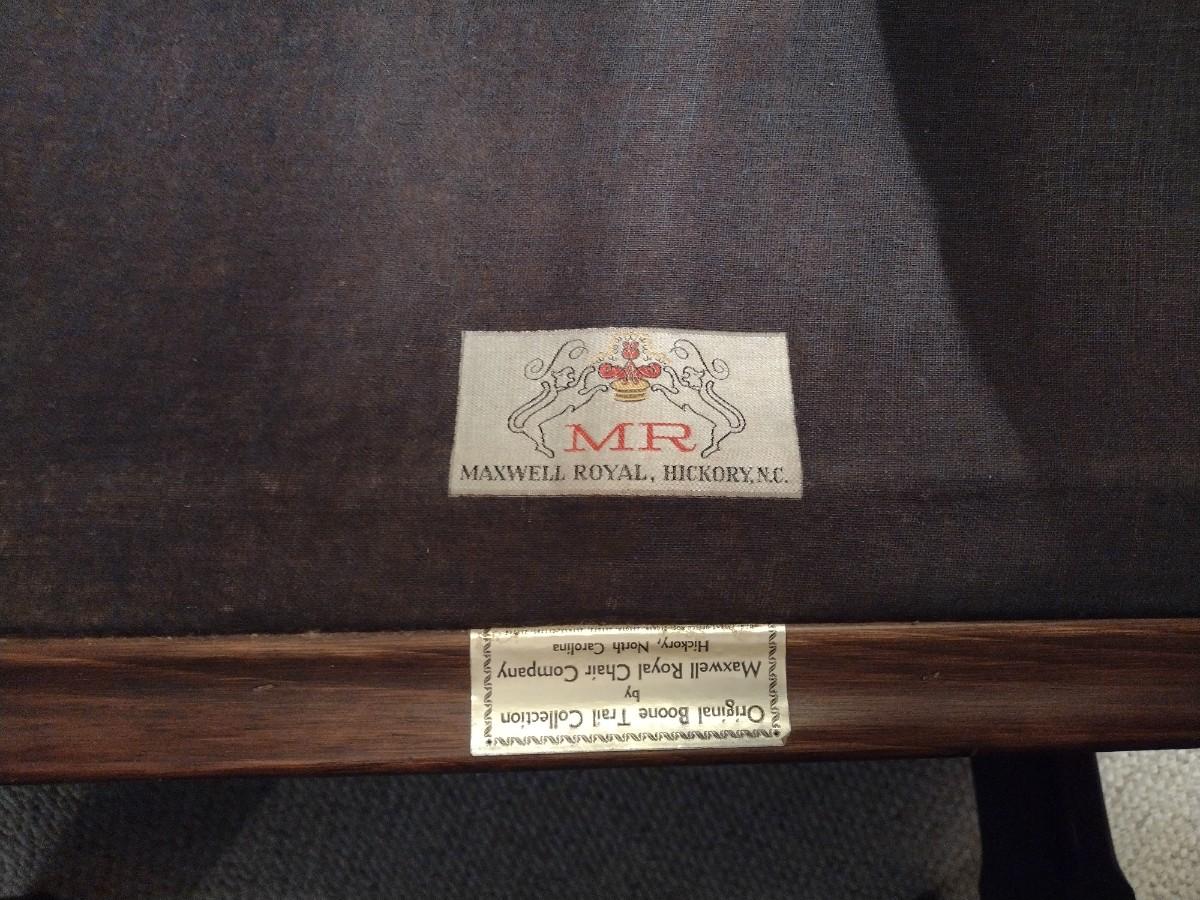 MR
MAXWELL ROYAL, HICKORY, N.C.
Original Boone Trail Collection
by
Maxwell Royal Chair Company
Hickory, North Carolina